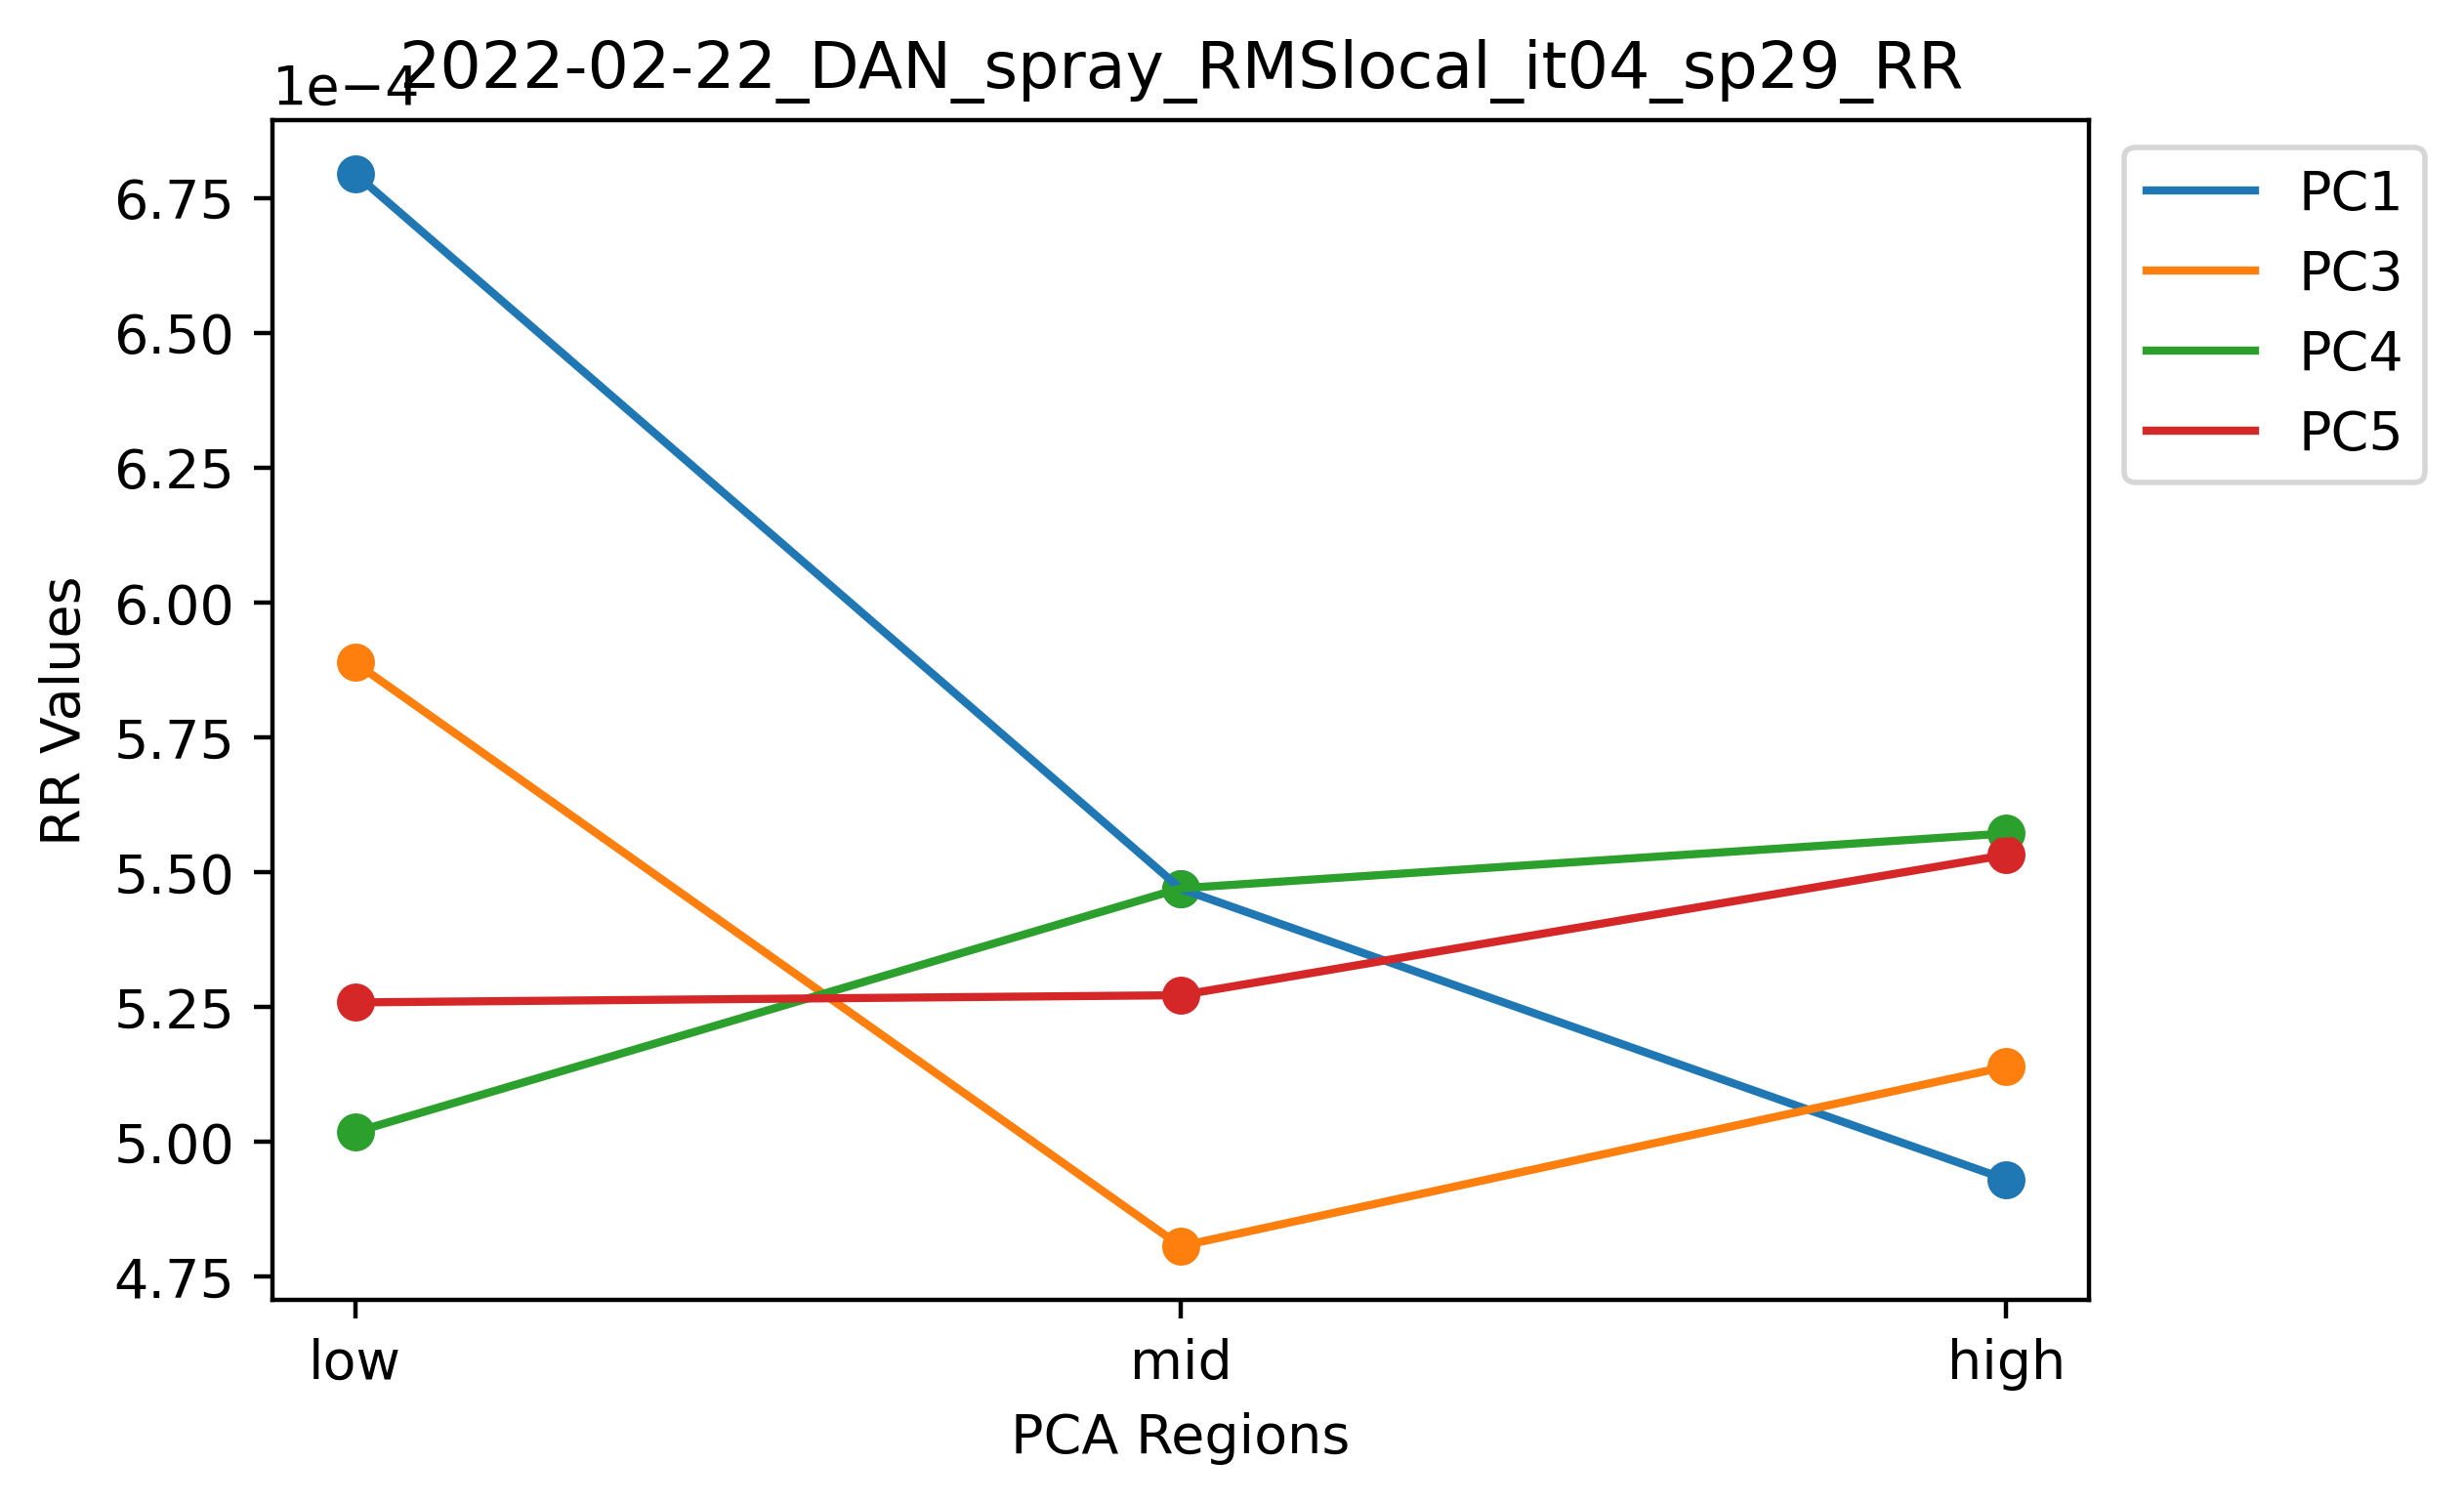 2022-02-22_DAN_spray_RMSlocal_it04_sp29_RR
1e−4
6.75
6.50
6.25
6.00
5.75
5.50
5.25
5.00
4.75
RR Values
low mid high
PCA Regions
PC1
PC3
PC4
PC5